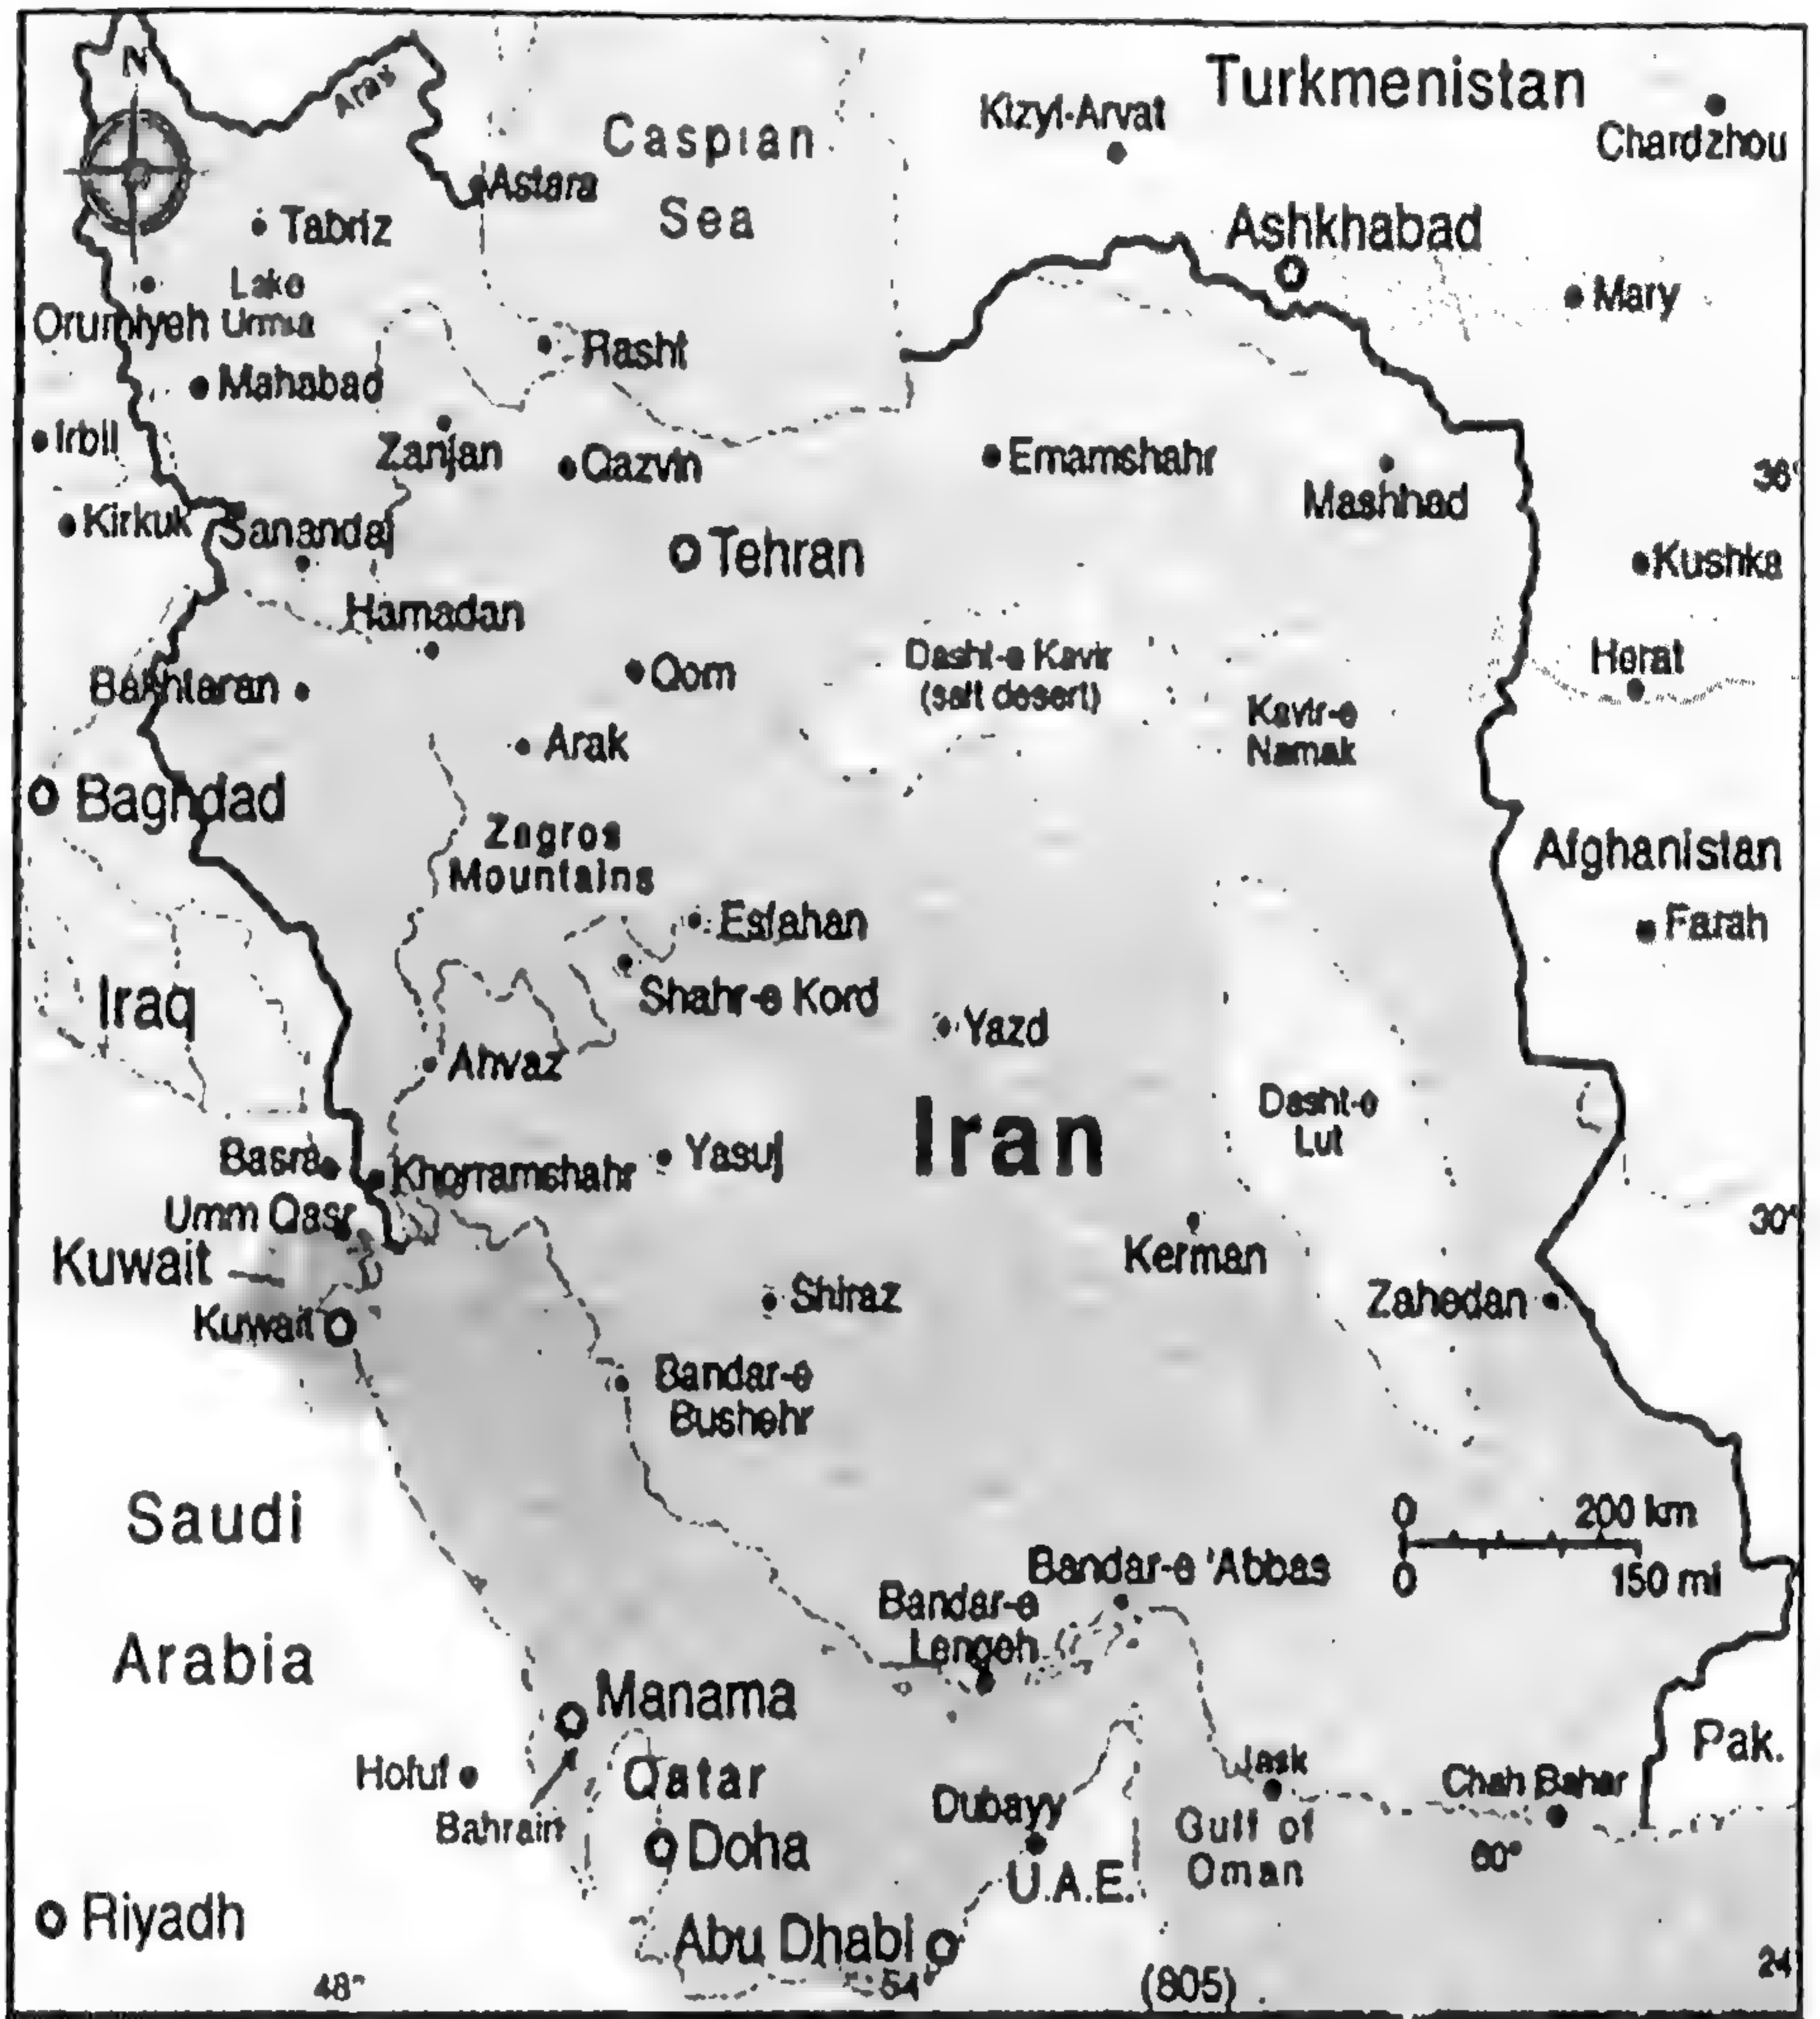 N
Aras
Caspian
Sea
Kizyl-Arvat
Turkmenistan
Chardzhou
Astara
Tabriz
Ashkhabad
Lake
Urmia
Mary
Orumiyeh
Rasht
Mahabad
Irbil
Zanjan
Qazvin
Emamshahr
Mashhad
36°
Kirkuk
Sanandaj
Tehran
Kushka
Hamadan
Dasht-e Kavir
(salt desert)
Herat
Bakhtaran
Qom
Kavir-e
Namak
Arak
Baghdad
Zagros
Mountains
Afghanistan
Esfahan
Farah
Iraq
Shahr-e Kord
Yazd
Ahvaz
Iran
Dasht-e
Lut
Basra
Khorramshahr
Yasuj
Umm Qasr
30°
Kuwait
Kerman
Kuwait
Shiraz
Zahedan
Bandar-e
Bushehr
Saudi
Arabia
0 200 km
0 150 mi
Bandar-e 'Abbas
Bandar-e
Lengeh
Manama
Pak.
Hofuf
Qatar
Jask
Chah Bahar
Bahrain
Dubayy
Gulf of
Oman
Doha
60°
U.A.E.
Riyadh
Abu Dhabi
48°
54°
(805)
24